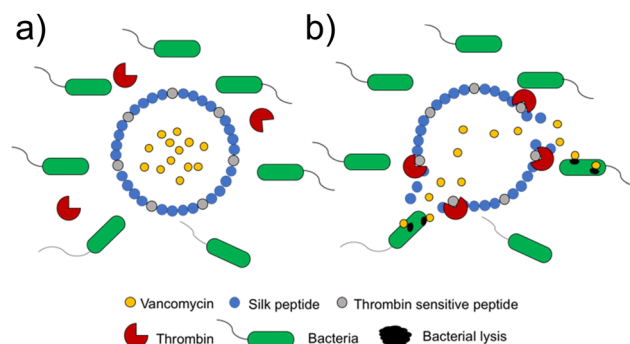 a) b)
Vancomycin Silk peptide Thrombin sensitive peptide
Thrombin Bacteria Bacterial lysis